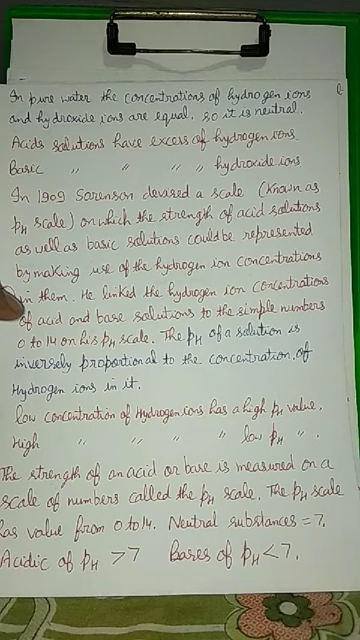 In pure water the concentrations of hydrogen ions
and hydroxide ions are equal, so it is neutral.
Acids solutions have excess of hydrogen ions.
Basic " " " " hydroxide ions
In 1909 Sorenson devised a scale (known as
pH scale) on which the strength of acid solutions
as well as basic solutions could be represented
by making use of the hydrogen ion concentrations
in them. He linked the hydrogen ion concentrations
of acid and base solutions to the simple numbers
0 to 14 on his pH scale. The pH of a solution is
inversely proportional to the concentration of
Hydrogen ions in it.
low concentration of Hydrogen ions has a high pH value.
High " " " " low pH " .
The strength of an acid or base is measured on a
scale of numbers called the pH scale. The pH scale
has value from 0 to 14. Neutral substances = 7.
Acidic of pH >7 Bases of pH <7.